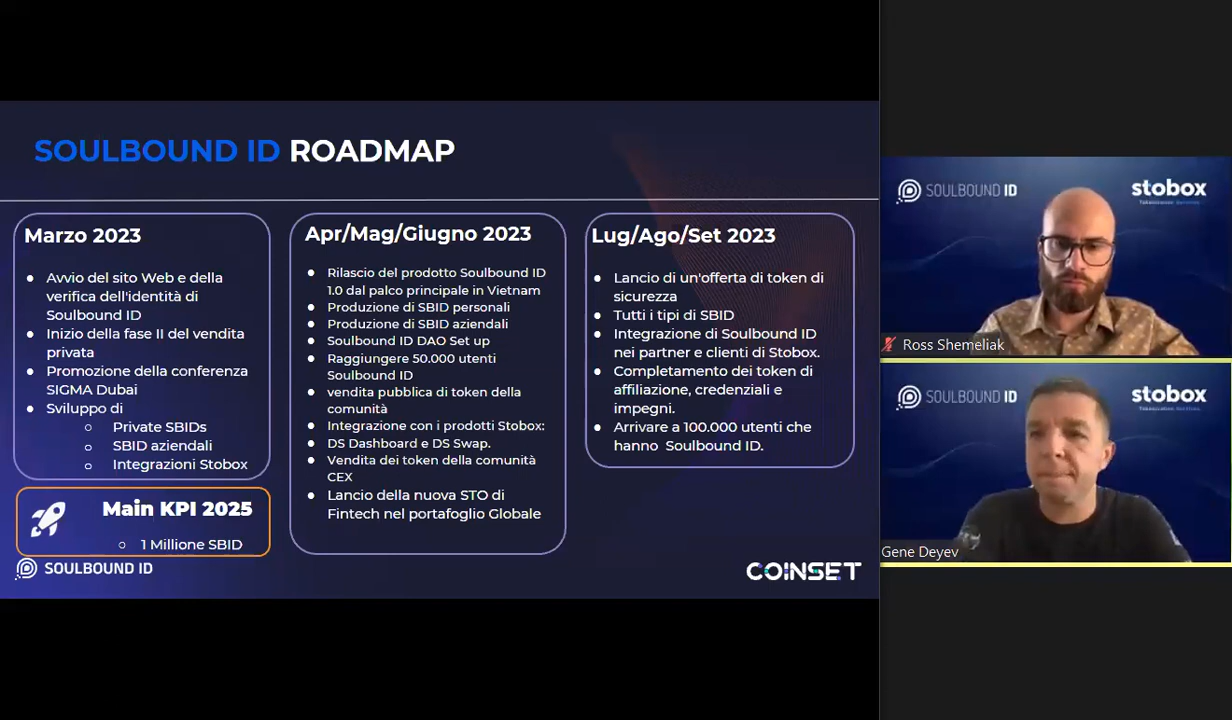 SOULBOUND ID ROADMAP
Marzo 2023
Avvio del sito Web e della
verifica dell'identità di
Soulbound ID
Inizio della fase II del vendita
privata
Promozione della conferenza
SIGMA Dubai
Sviluppo di
Private SBIDs
SBID aziendali
Integrazioni Stobox
Main KPI 2025
1 Millione SBID
Apr/Mag/Giugno 2023
Rilascio del prodotto Soulbound ID
1.0 dal palco principale in Vietnam
Produzione di SBID personali
Produzione di SBID aziendali
Soulbound ID DAO Set up
Raggiungere 50.000 utenti
Soulbound ID
vendita pubblica di token della
comunità
Integrazione con i prodotti Stobox:
DS Dashboard e DS Swap.
Vendita dei token della comunità
CEX
Lancio della nuova STO di
Fintech nel portafoglio Globale
Lug/Ago/Set 2023
Lancio di un'offerta di token di
sicurezza
Tutti i tipi di SBID
Integrazione di Soulbound ID
nei partner e clienti di Stobox.
Completamento dei token di
affiliazione, credenziali e
impegni.
Arrivare a 100.000 utenti che
hanno Soulbound ID.
SOULBOUND ID
COINSET
SOULBOUND ID
stobox
Ross Shemeliak
SOULBOUND ID
stobox
Gene Deyev